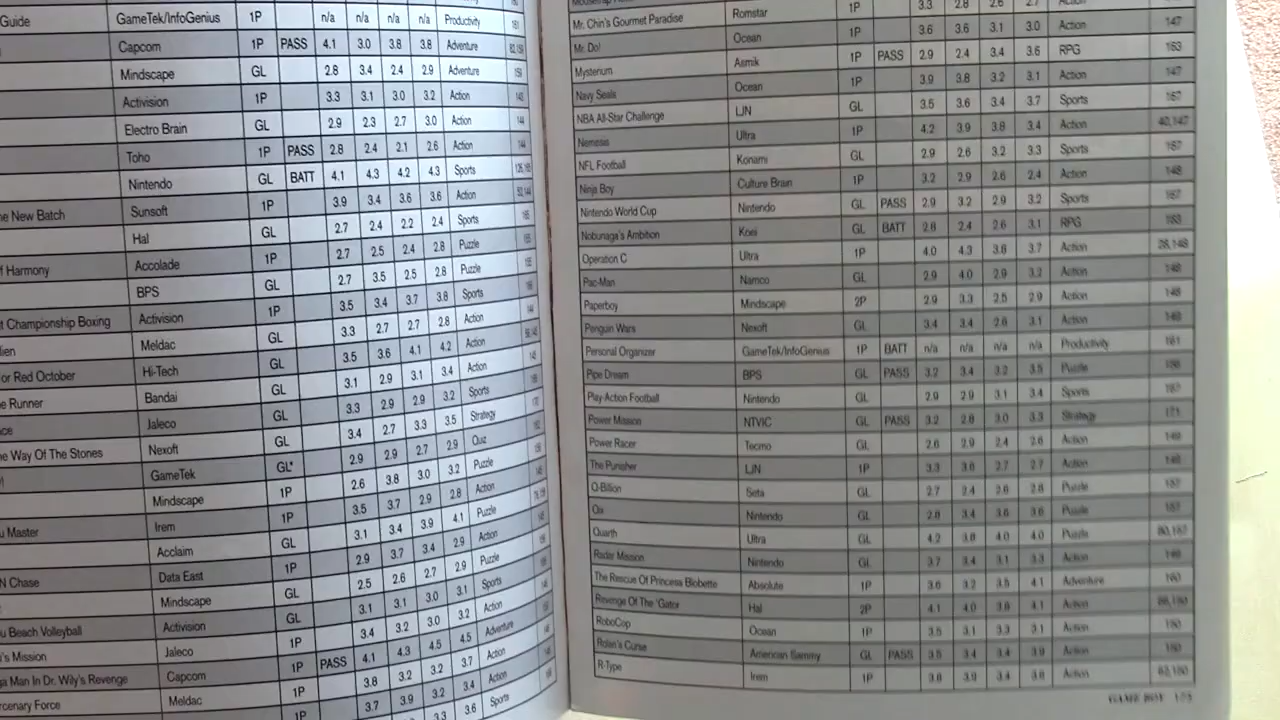 Guide GameTek/InfoGenius 1P n/a n/a n/a n/a Productivity
Capcom 1P PASS 4.1 3.0 3.8 3.8 Adventure
Mindscape GL 2.8 3.4 2.4 2.9 Adventure
Activision 1P 3.3 3.1 3.0 3.2 Action
Electro Brain GL 2.9 2.3 2.7 3.0 Action
Toho 1P PASS 2.8 2.4 2.1 2.6 Action
Nintendo GL BATT 4.1 4.3 4.2 4.3 Sports
e New Batch Sunsoft 1P 3.9 3.4 3.6 3.6 Action
Hal GL 2.7 2.4 2.2 2.4 Sports
f Harmony Accolade 1P 2.7 2.5 2.4 2.8 Puzzle
BPS GL 2.7 3.5 2.5 2.8 Puzzle
t Championship Boxing Activision 1P 3.5 3.4 3.7 3.8 Sports
lien Meldac GL 3.3 2.7 2.7 2.8 Action
or Red October Hi-Tech GL 3.5 3.6 4.1 4.2 Action
e Runner Bandai GL 3.1 2.9 3.1 3.4 Action
ace Jaleco GL 3.3 2.9 2.9 3.2 Sports
e Way Of The Stones Nexoft GL 3.4 2.7 3.3 3.5 Strategy
GameTek GL* 2.9 2.9 2.7 2.9 Quiz
Mindscape 1P 2.6 3.8 3.0 3.2 Puzzle
u Master Irem 1P 3.5 3.7 2.9 2.8 Action
Acclaim GL 3.1 3.4 3.9 4.1 Puzzle
N Chase Data East 1P 2.9 3.7 3.4 2.9 Action
Mindscape GL 2.5 2.6 2.7 2.9 Puzzle
u Beach Volleyball Activision GL 3.1 3.1 3.0 3.1 Sports
's Mission Jaleco 1P 3.4 3.2 3.0 3.2 Action
ga Man In Dr. Wily's Revenge Capcom 1P PASS 4.1 4.3 4.5 4.5 Adventure
rcenary Force Meldac 1P 3.8 3.2 3.2 3.7 Action
1P 3.7 3.9 3.2 3.4 Action
3.3 3.6 Sports
Mr. Chin's Gourmet Paradise Romstar 1P 3.3 2.8 2.6 2.7 Action
Mr. Do! Ocean 1P 3.6 3.6 3.1 3.0 Action 147
Mysterium Asmik 1P PASS 2.9 2.4 3.4 3.6 RPG 163
Navy Seals Ocean 1P 3.9 3.8 3.2 3.1 Action 147
NBA All-Star Challenge LJN GL 3.5 3.6 3.4 3.7 Sports 167
Nemesis Ultra 1P 4.2 3.9 3.8 3.4 Action 40,147
NFL Football Konami GL 2.9 2.6 3.2 3.3 Sports 167
Ninja Boy Culture Brain 1P 3.2 2.9 2.6 2.4 Action 148
Nintendo World Cup Nintendo GL PASS 2.9 3.2 2.9 3.2 Sports 167
Nobunaga's Ambition Koei GL BATT 2.8 2.4 2.6 3.1 RPG 163
Operation C Ultra 1P 4.0 4.3 3.8 3.7 Action 28,148
Pac-Man Namco GL 2.9 4.0 2.9 3.2 Action 148
Paperboy Mindscape 2P 2.9 3.3 2.5 2.9 Action 148
Penguin Wars Nexoft GL 3.4 3.4 2.8 3.1 Action 148
Personal Organizer GameTek/InfoGenius 1P BATT n/a n/a n/a n/a Productivity 161
Pipe Dream BPS GL PASS 3.2 3.4 3.2 3.5 Puzzle 156
Play-Action Football Nintendo GL 2.9 2.9 3.1 3.4 Sports 167
Power Mission NTVIC GL PASS 3.2 2.8 3.0 3.3 Strategy 171
Power Racer Tecmo GL 2.6 2.9 2.4 2.6 Action 149
The Punisher LJN 1P 3.3 3.6 2.7 2.7 Action 149
Q-Billion Seta GL 2.7 2.4 2.6 2.8 Puzzle 157
Qix Nintendo GL 2.8 3.4 3.6 3.6 Puzzle 157
Quarth Ultra GL 4.2 3.8 4.0 4.0 Puzzle 80,157
Radar Mission Nintendo GL 3.7 3.4 3.1 3.3 Action 149
The Rescue Of Princess Blobette Absolute 1P 3.6 3.2 3.5 4.1 Adventure 160
Revenge Of The 'Gator Hal 2P 4.1 4.0 3.8 4.1 Action
RoboCop Ocean 1P 3.5 3.1 3.3 3.1 Action 150
Rolan's Curse American Sammy GL PASS 3.5 3.4 3.4 3.9 Action 150
R-Type Irem 1P 3.8 3.9 3.4 3.8 Action 62,150
GAME BOY 175